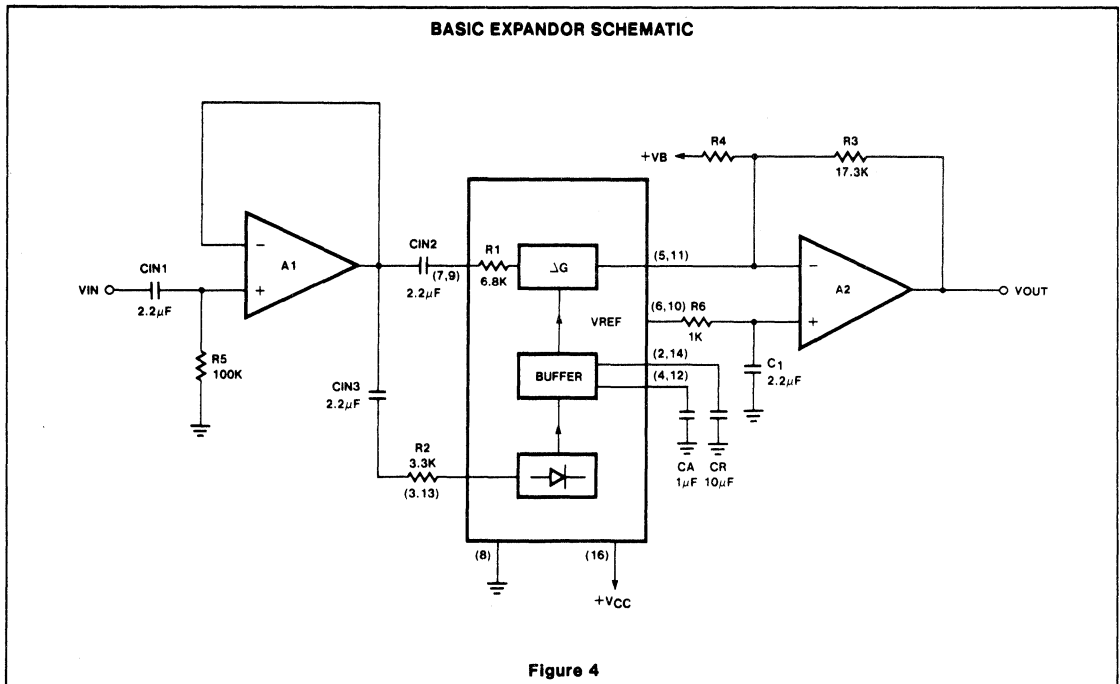 BASIC EXPANDOR SCHEMATIC
+VB
R4
R3
17.3K
A1
−
+
CIN1
VIN
2.2µF
R5
100K
CIN2
(7,9)
2.2µF
R1
6.8K
ΔG
(5,11)
−
A2
+
VOUT
VREF
(6,10) R6
1K
C1
2.2µF
BUFFER
(2,14)
(4,12)
CIN3
2.2µF
R2
3.3K
(3,13)
CA
1µF
CR
10µF
(8)
(16)
+VCC
Figure 4